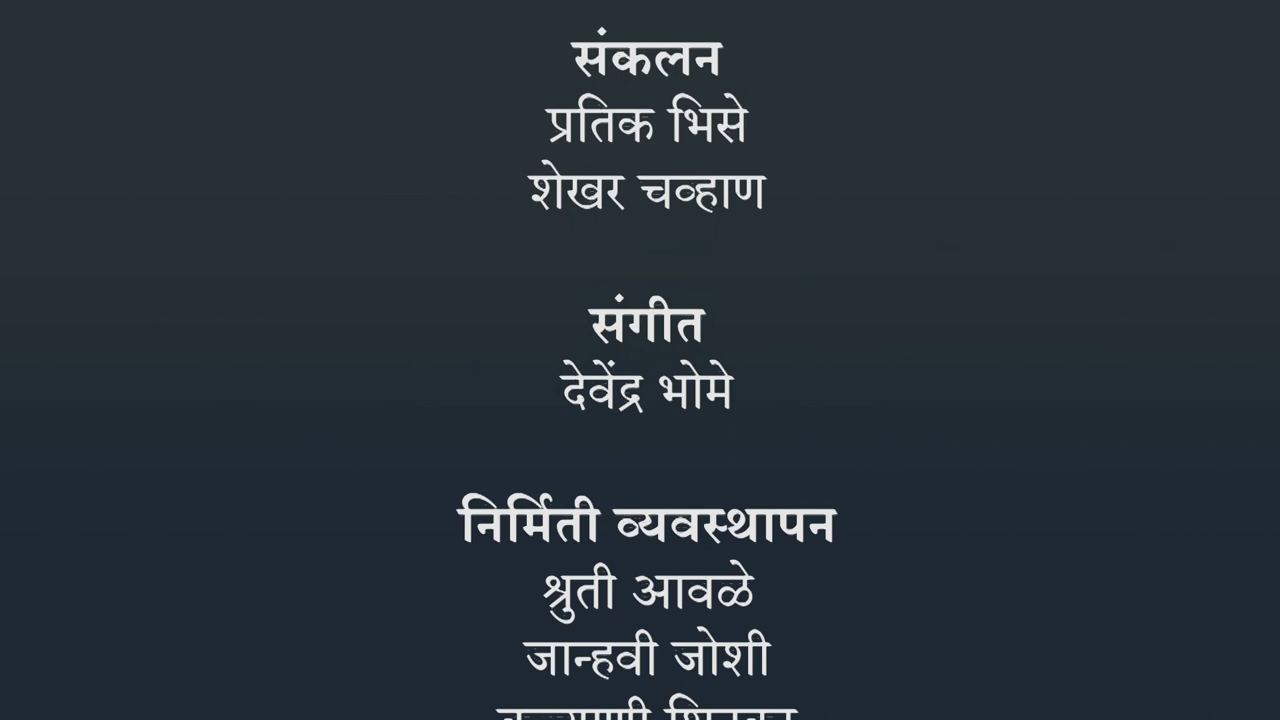 संकलन
प्रतिक भिसे
शेखर चव्हाण
संगीत
देवेंद्र भोमे
निर्मिती व्यवस्थापन
श्रुती आवळे
जान्हवी जोशी